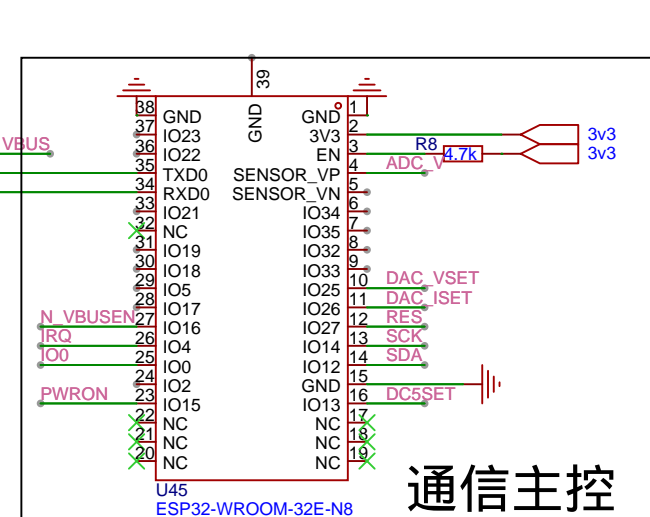 39
GND
38 GND GND 1
37 IO23 3V3 2 3v3
36 IO22 EN 3 R8 4.7k 3v3
VBUS
35 TXD0 SENSOR_VP 4 ADC_V
34 RXD0 SENSOR_VN 5
33 IO21 IO34 6
32 NC IO35 7
31 IO19 IO32 8
30 IO18 IO33 9
29 IO5 IO25 10 DAC_VSET
28 IO17 IO26 11 DAC_ISET
N_VBUSEN 27 IO16 IO27 12 RES
IRQ 26 IO4 IO14 13 SCK
IO0 25 IO0 IO12 14 SDA
24 IO2 GND 15
PWRON 23 IO15 IO13 16 DC5SET
22 NC NC 17
21 NC NC 18
20 NC NC 19
U45
ESP32-WROOM-32E-N8
通信主控